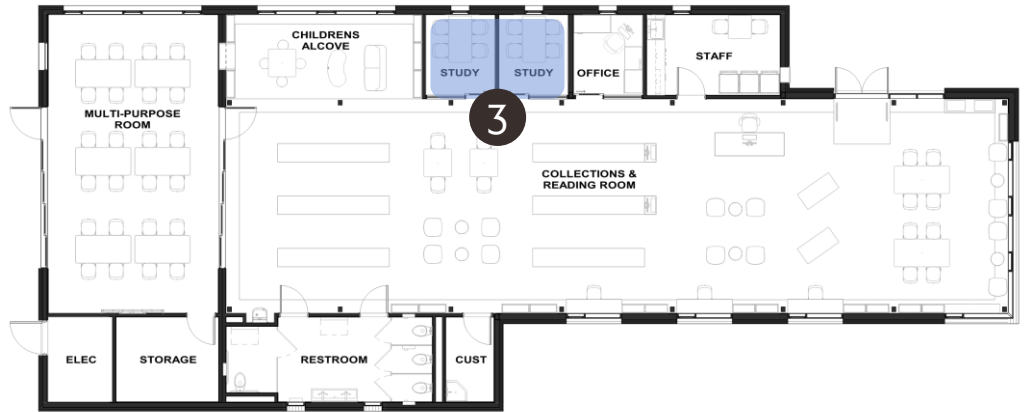 CHILDRENS
ALCOVE
STUDY
STUDY
OFFICE
STAFF
3
MULTI-PURPOSE
ROOM
COLLECTIONS &
READING ROOM
ELEC
STORAGE
RESTROOM
CUST